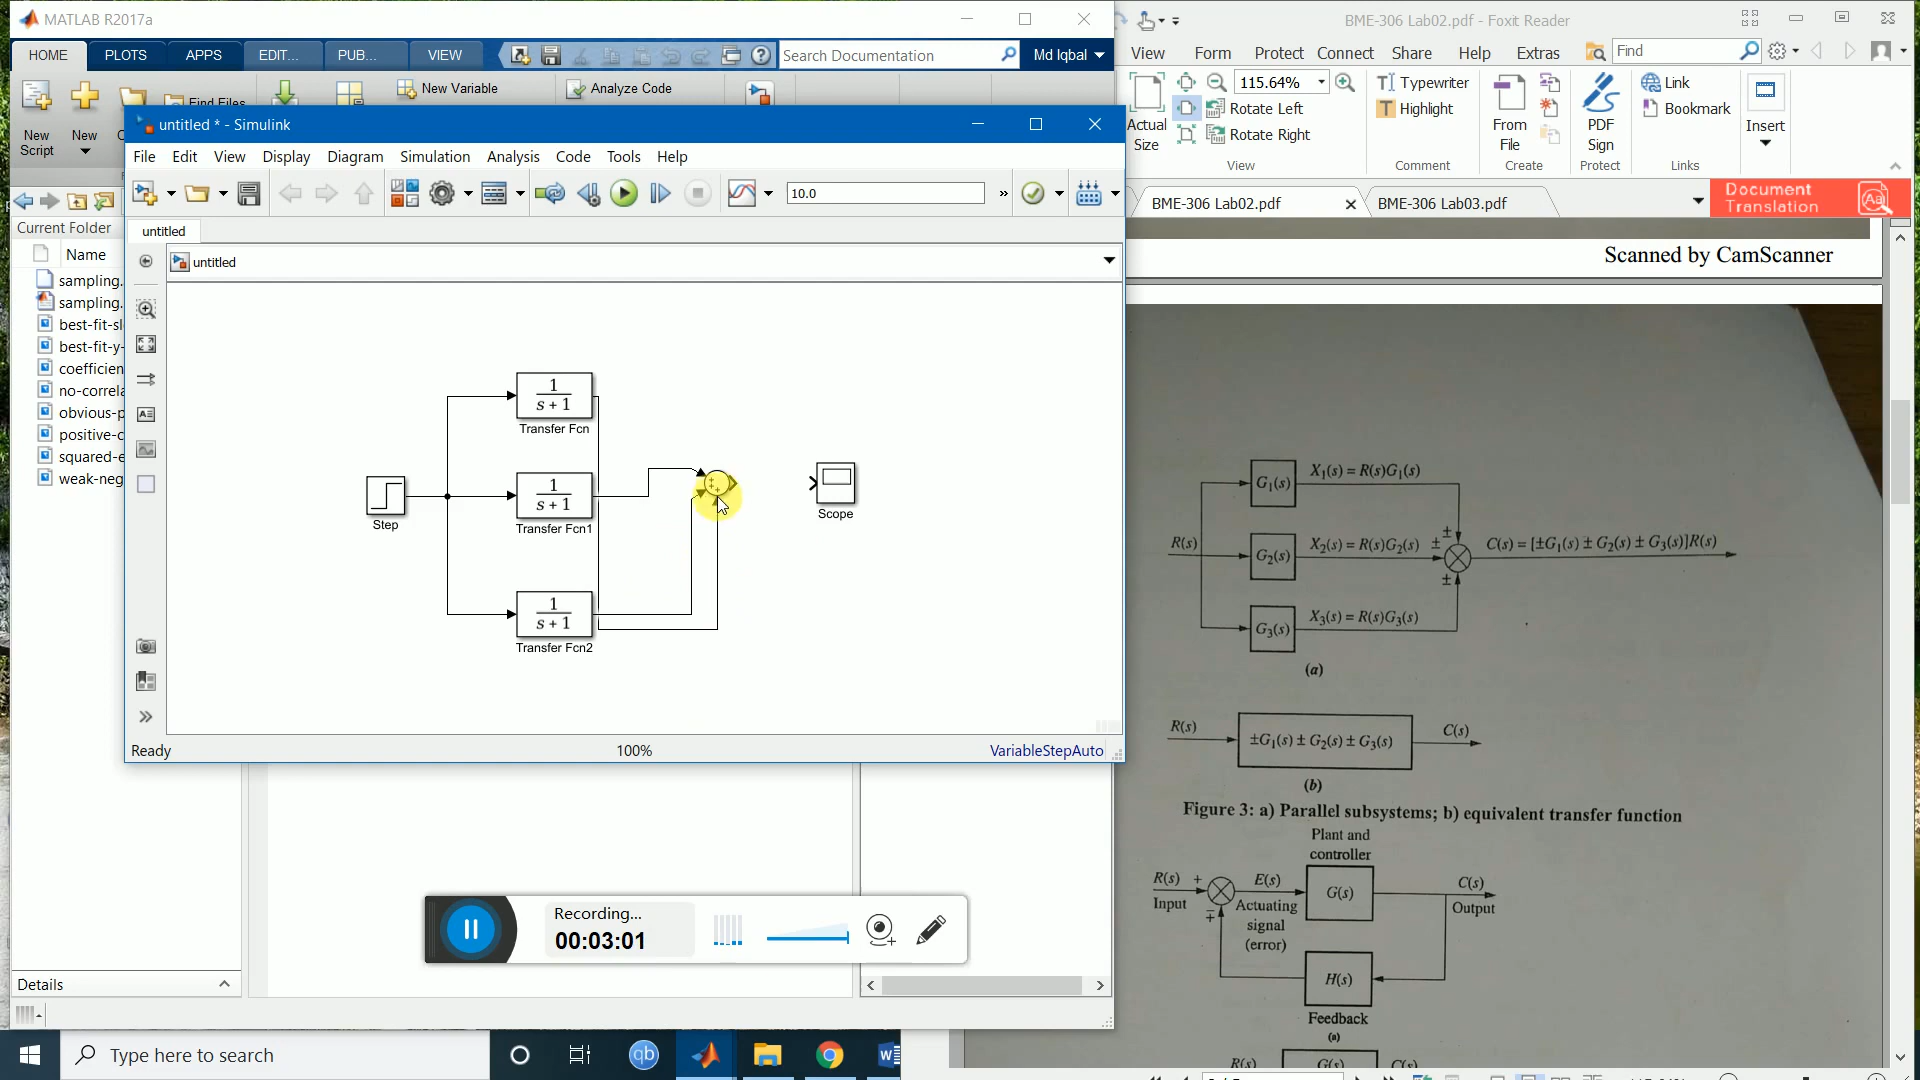 MATLAB R2017a
HOME
PLOTS
APPS
EDIT...
PUB...
VIEW
Search Documentation
Md Iqbal
New Script
New
Find Files
New Variable
Analyze Code
untitled * - Simulink
File Edit View Display Diagram Simulation Analysis Code Tools Help
10.0
»
Current Folder
Name
sampling.
sampling.
best-fit-sl
best-fit-y-
coefficien
no-correla
obvious-p
positive-c
squared-e
weak-neg
untitled
untitled
1
s + 1
Transfer Fcn
1
s + 1
Transfer Fcn1
1
s + 1
Transfer Fcn2
Step
Scope
Ready
100%
VariableStepAuto
Recording...
00:03:01
Details
Type here to search
BME-306 Lab02.pdf - Foxit Reader
View Form Protect Connect Share Help Extras
Find
Actual Size
115.64%
Rotate Left
Rotate Right
View
Typewriter
Highlight
Comment
From File
Create
PDF Sign
Protect
Link
Bookmark
Links
Insert
BME-306 Lab02.pdf
BME-306 Lab03.pdf
Document Translation
Scanned by CamScanner
R(s)
G₁(s)
X₁(s) = R(s)G₁(s)
G₂(s)
X₂(s) = R(s)G₂(s)
G₃(s)
X₃(s) = R(s)G₃(s)
±
±
±
C(s) = [±G₁(s) ± G₂(s) ± G₃(s)]R(s)
(a)
R(s)
±G₁(s) ± G₂(s) ± G₃(s)
C(s)
(b)
Figure 3: a) Parallel subsystems; b) equivalent transfer function
Plant and controller
R(s) +
Input
∓
E(s)
Actuating signal (error)
G(s)
C(s)
Output
H(s)
Feedback
(a)
R(s)
G(s)
C(s)